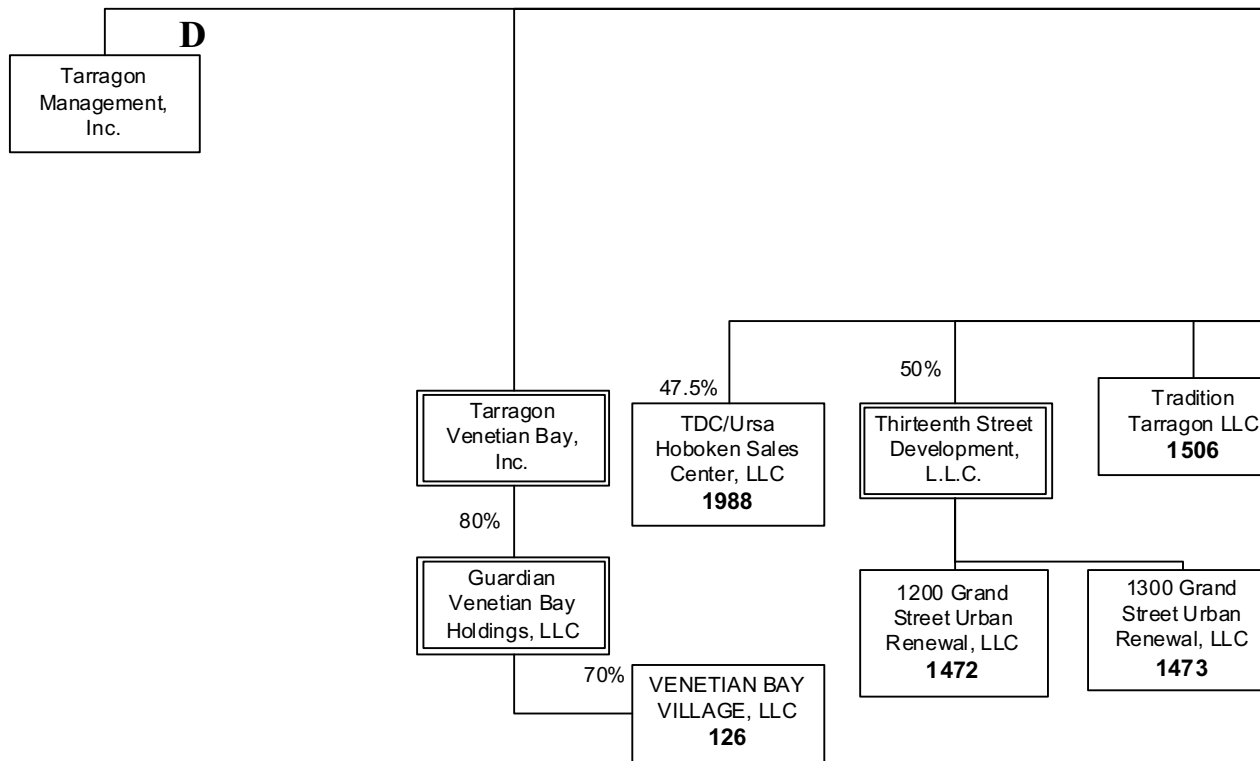 D
Tarragon
Management,
Inc.
47.5%
50%
Tarragon
Venetian Bay,
Inc.
TDC/Ursa
Hoboken Sales
Center, LLC
1988
Thirteenth Street
Development,
L.L.C.
Tradition
Tarragon LLC
1506
80%
Guardian
Venetian Bay
Holdings, LLC
1200 Grand
Street Urban
Renewal, LLC
1472
1300 Grand
Street Urban
Renewal, LLC
1473
70%
VENETIAN BAY
VILLAGE, LLC
126